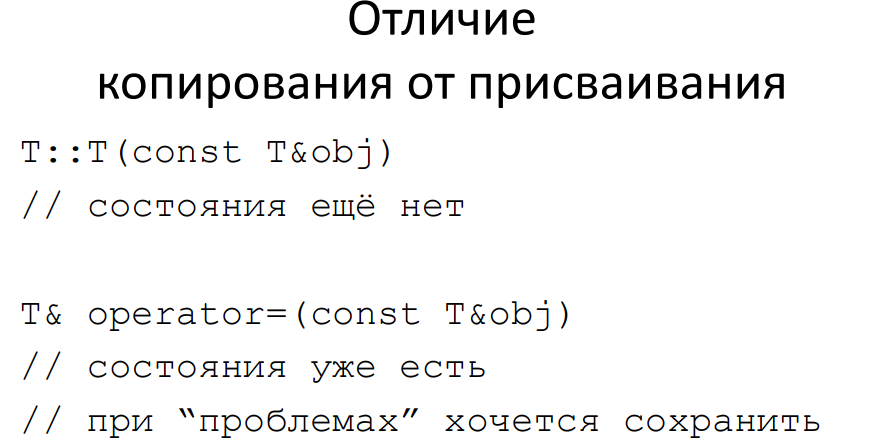 Отличие
копирования от присваивания
T::T(const T&obj)
// состояния ещё нет
T& operator=(const T&obj)
// состояния уже есть
// при “проблемах” хочется сохранить